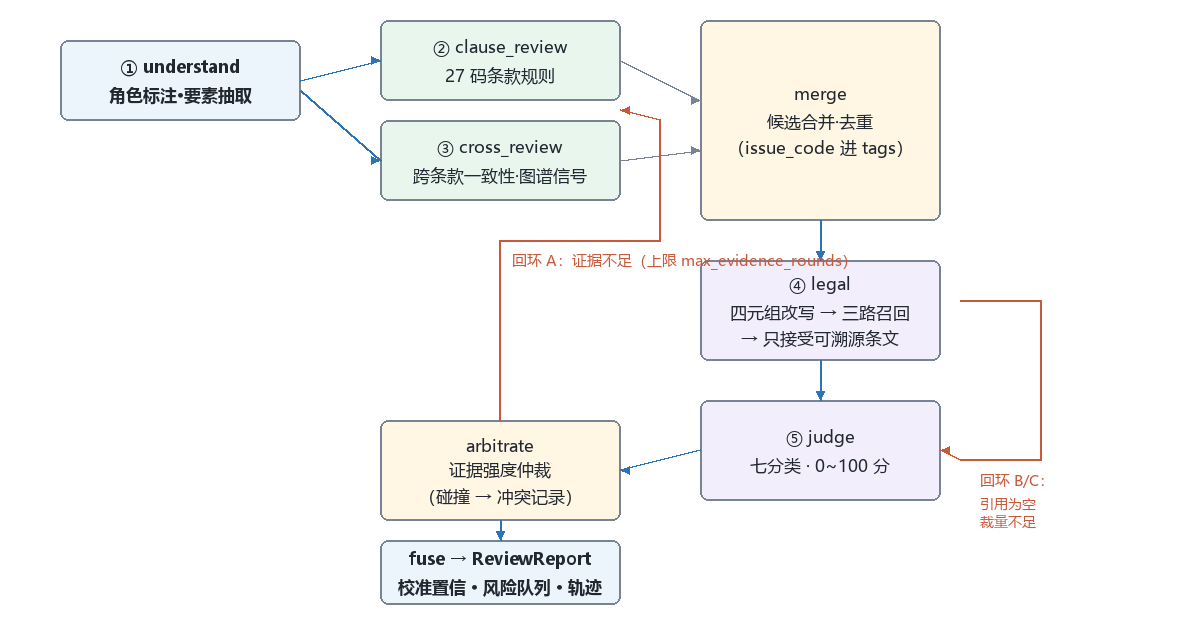 ① understand
角色标注•要素抽取
② clause_review
27 码条款规则
③ cross_review
跨条款一致性·图谱信号
merge
候选合并·去重
（issue_code 进 tags）
回环 A：证据不足（上限 max_evidence_rounds）
④ legal
四元组改写 → 三路召回
→ 只接受可溯源条文
⑤ judge
七分类 · 0~100 分
回环 B/C：
引用为空
裁量不足
arbitrate
证据强度仲裁
（碰撞 → 冲突记录）
fuse → ReviewReport
校准置信 • 风险队列 • 轨迹